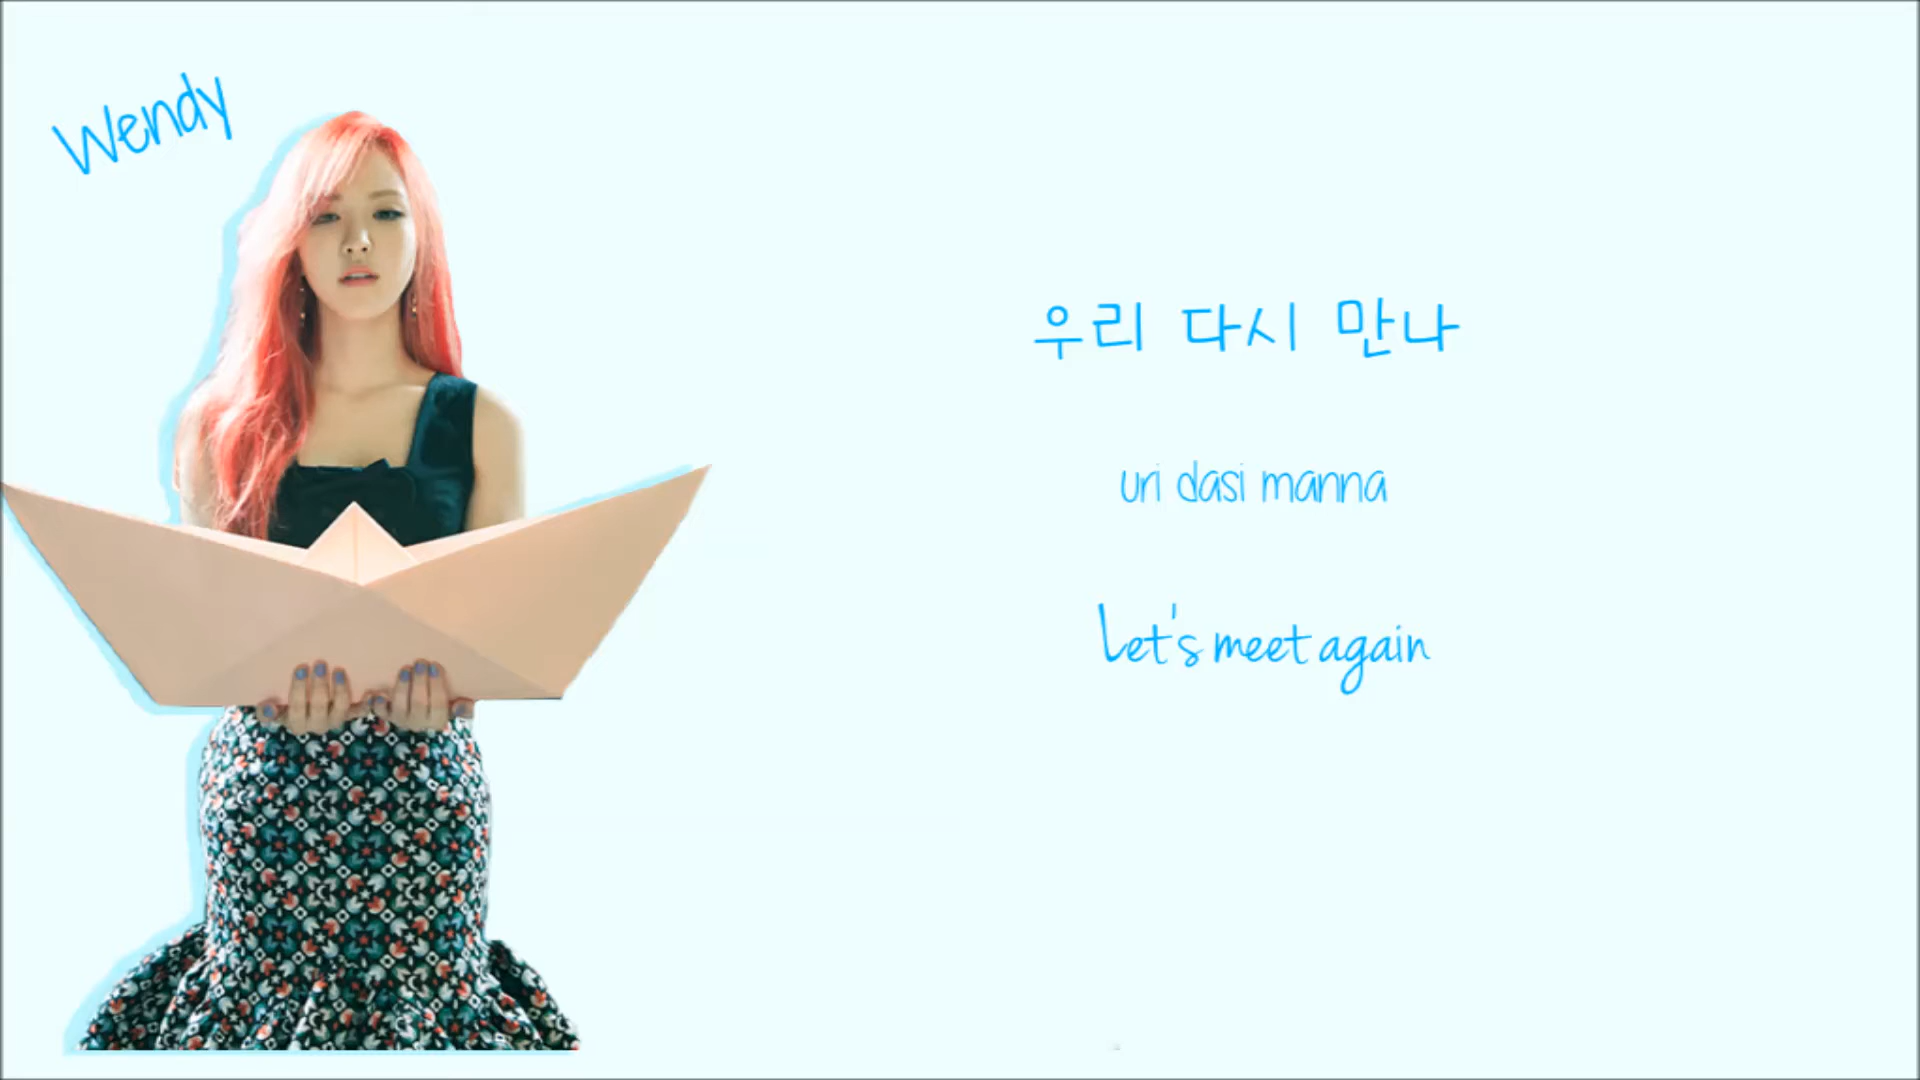 Wendy
우리 다시 만나
uri dasi manna
Let's meet again